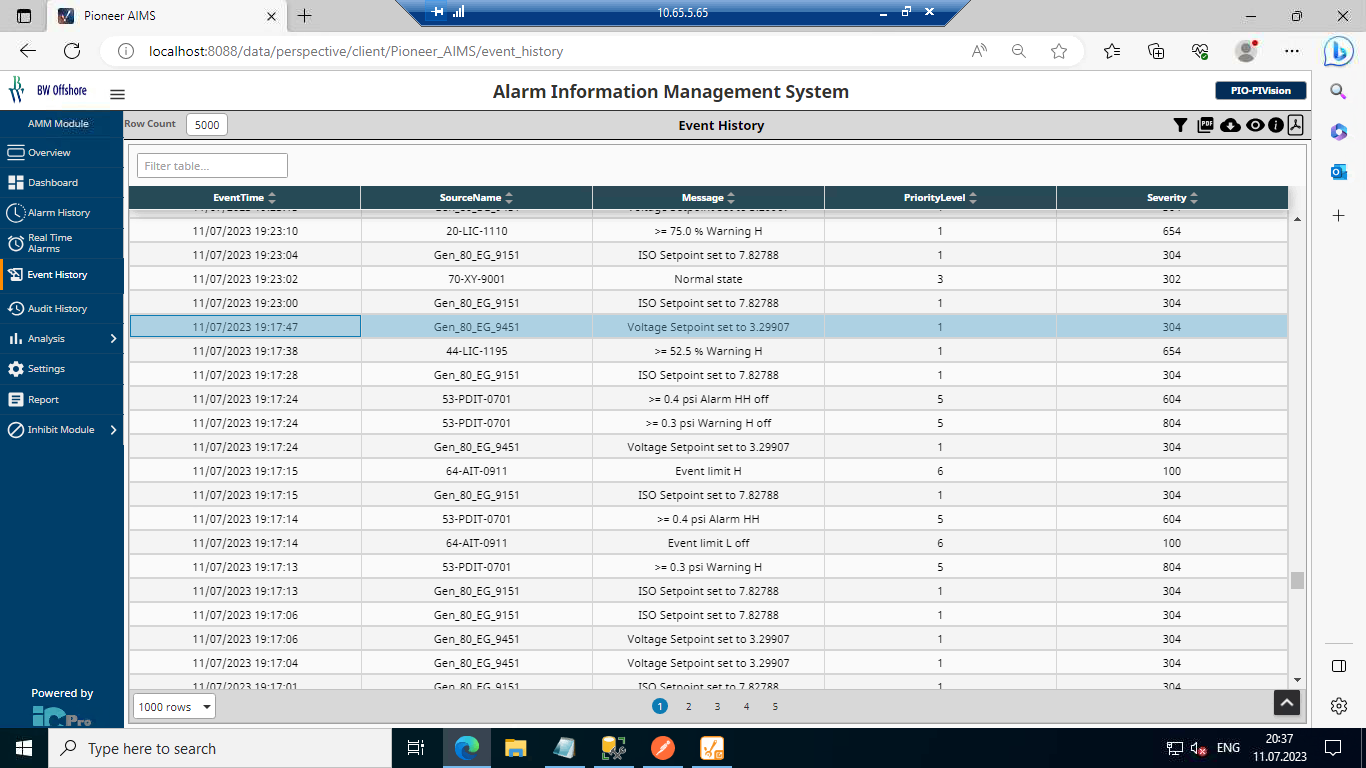 Pioneer AIMS
10.65.5.65
localhost:8088/data/perspective/client/Pioneer_AIMS/event_history
BW Offshore
Alarm Information Management System
PIO-PIVision
AMM Module
Row Count 5000
Event History
Overview
Dashboard
Alarm History
Real Time
Alarms
Event History
Audit History
Analysis
Settings
Report
Inhibit Module
Filter table...
EventTime SourceName Message PriorityLevel Severity
11/07/2023 19:23:10 20-LIC-1110 >= 75.0 % Warning H 1 654
11/07/2023 19:23:04 Gen_80_EG_9151 ISO Setpoint set to 7.82788 1 304
11/07/2023 19:23:02 70-XY-9001 Normal state 3 302
11/07/2023 19:23:00 Gen_80_EG_9151 ISO Setpoint set to 7.82788 1 304
11/07/2023 19:17:47 Gen_80_EG_9451 Voltage Setpoint set to 3.29907 1 304
11/07/2023 19:17:38 44-LIC-1195 >= 52.5 % Warning H 1 654
11/07/2023 19:17:28 Gen_80_EG_9151 ISO Setpoint set to 7.82788 1 304
11/07/2023 19:17:24 53-PDIT-0701 >= 0.4 psi Alarm HH off 5 604
11/07/2023 19:17:24 53-PDIT-0701 >= 0.3 psi Warning H off 5 804
11/07/2023 19:17:24 Gen_80_EG_9451 Voltage Setpoint set to 3.29907 1 304
11/07/2023 19:17:15 64-AIT-0911 Event limit H 6 100
11/07/2023 19:17:15 Gen_80_EG_9151 ISO Setpoint set to 7.82788 1 304
11/07/2023 19:17:14 53-PDIT-0701 >= 0.4 psi Alarm HH 5 604
11/07/2023 19:17:14 64-AIT-0911 Event limit L off 6 100
11/07/2023 19:17:13 53-PDIT-0701 >= 0.3 psi Warning H 5 804
11/07/2023 19:17:13 Gen_80_EG_9151 ISO Setpoint set to 7.82788 1 304
11/07/2023 19:17:06 Gen_80_EG_9151 ISO Setpoint set to 7.82788 1 304
11/07/2023 19:17:06 Gen_80_EG_9451 Voltage Setpoint set to 3.29907 1 304
11/07/2023 19:17:04 Gen_80_EG_9451 Voltage Setpoint set to 3.29907 1 304
11/07/2023 19:17:01 Gen_80_EG_9151 ISO Setpoint set to 7.82788 1 304
1000 rows 1 2 3 4 5
Powered by
icPro
Type here to search
ENG
20:37
11.07.2023